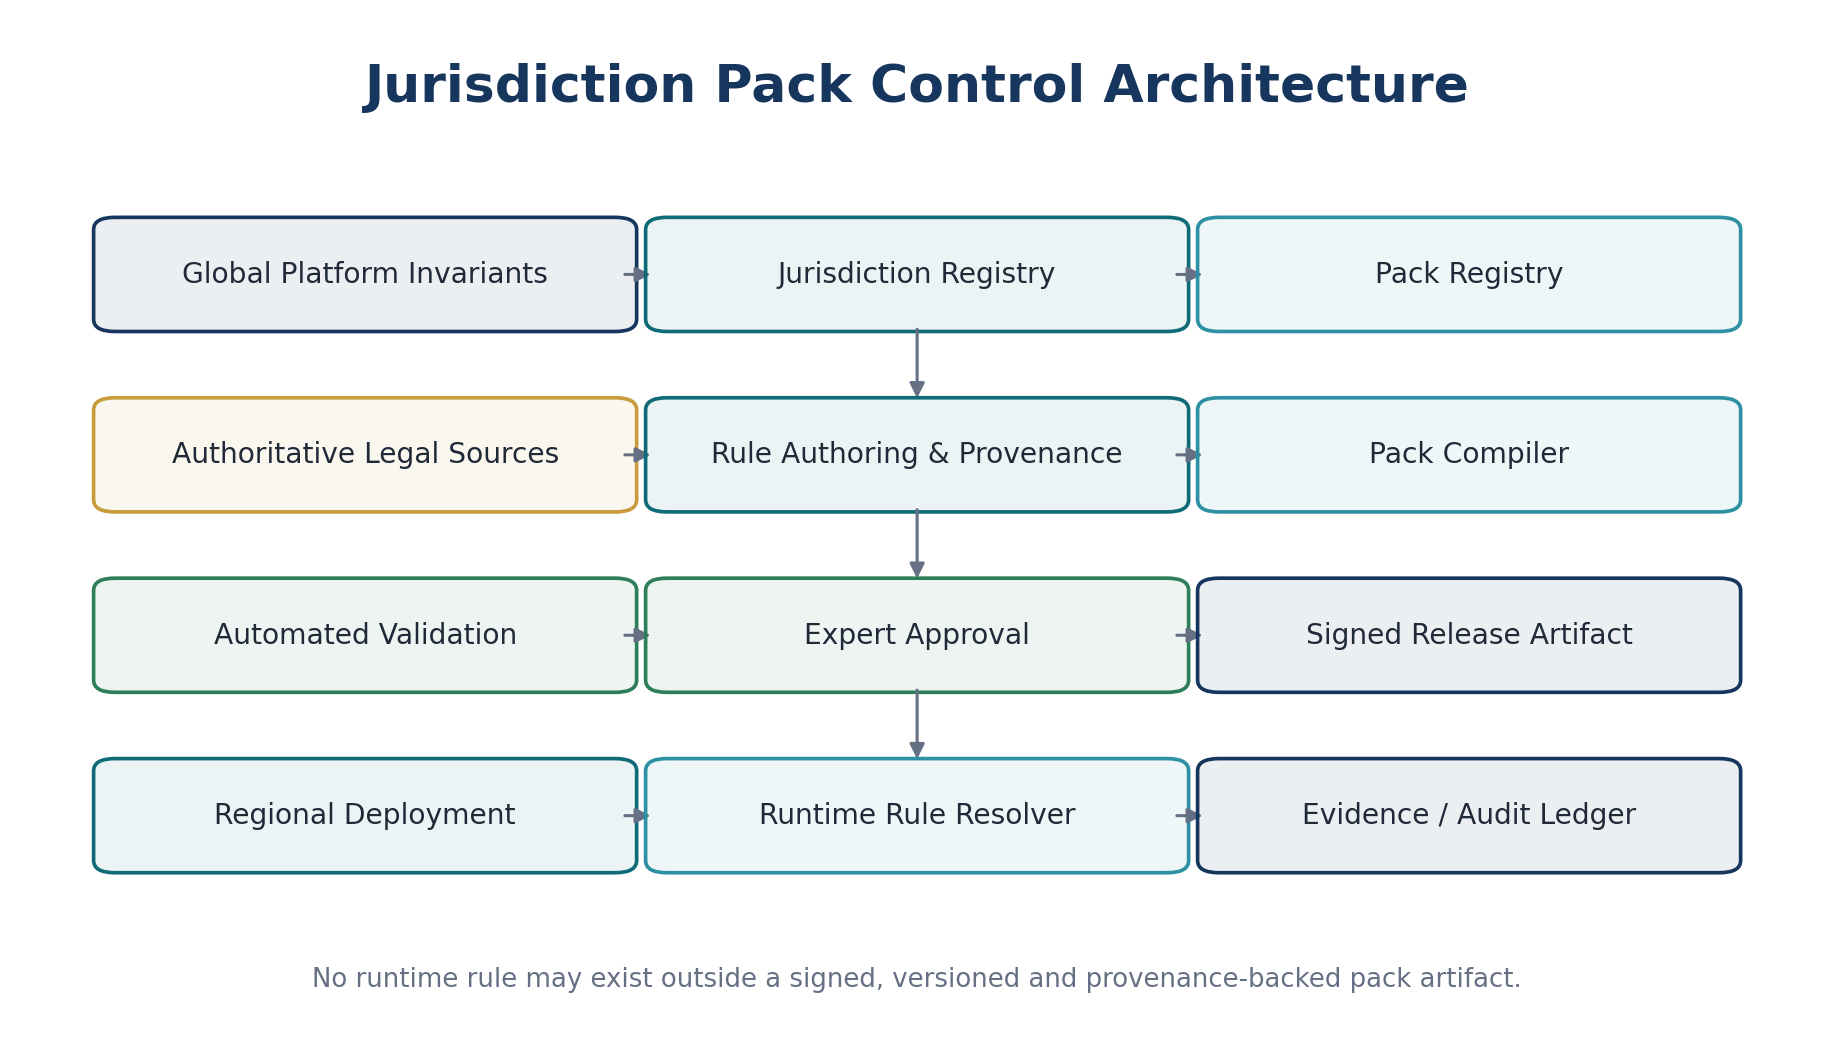 Jurisdiction Pack Control Architecture
Global Platform Invariants
Jurisdiction Registry
Pack Registry
Authoritative Legal Sources
Rule Authoring & Provenance
Pack Compiler
Automated Validation
Expert Approval
Signed Release Artifact
Regional Deployment
Runtime Rule Resolver
Evidence / Audit Ledger
No runtime rule may exist outside a signed, versioned and provenance-backed pack artifact.